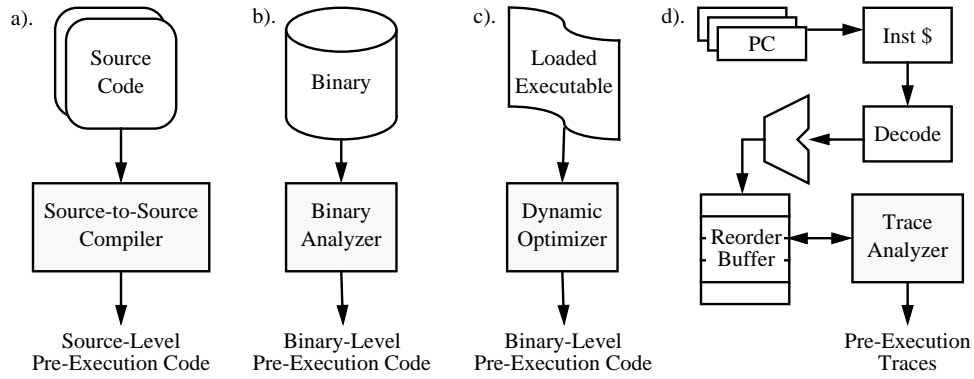 a).
Source
Code
Source-to-Source
Compiler
Source-Level
Pre-Execution Code
b).
Binary
Binary
Analyzer
Binary-Level
Pre-Execution Code
c).
Loaded
Executable
Dynamic
Optimizer
Binary-Level
Pre-Execution Code
d).
PC
Inst $
Decode
Reorder
Buffer
Trace
Analyzer
Pre-Execution
Traces